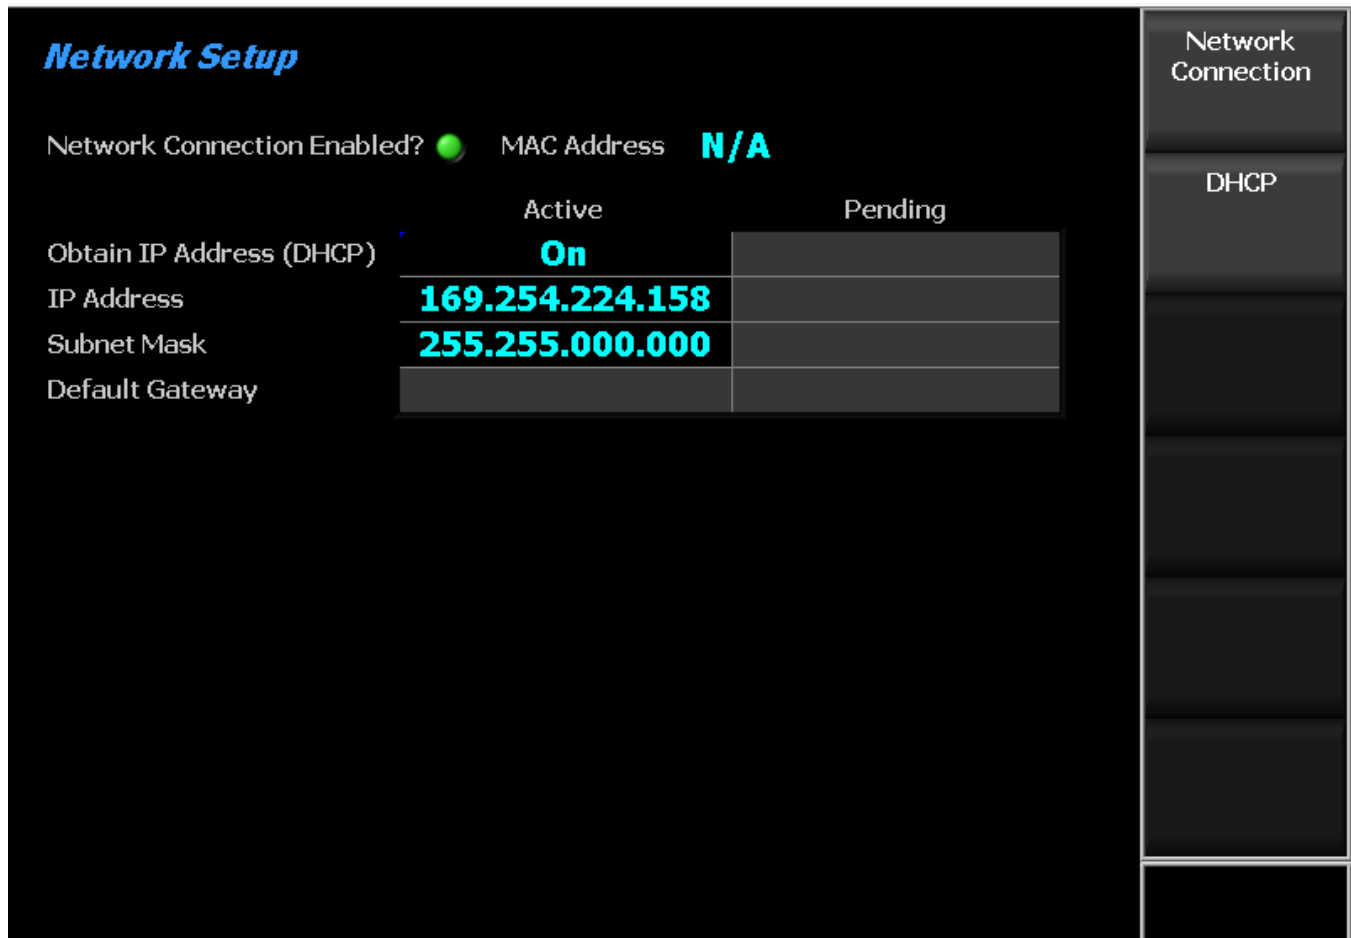 Network Setup
Network Connection Enabled? MAC Address N/A
Active Pending
Obtain IP Address (DHCP) On
IP Address 169.254.224.158
Subnet Mask 255.255.000.000
Default Gateway
Network
Connection
DHCP